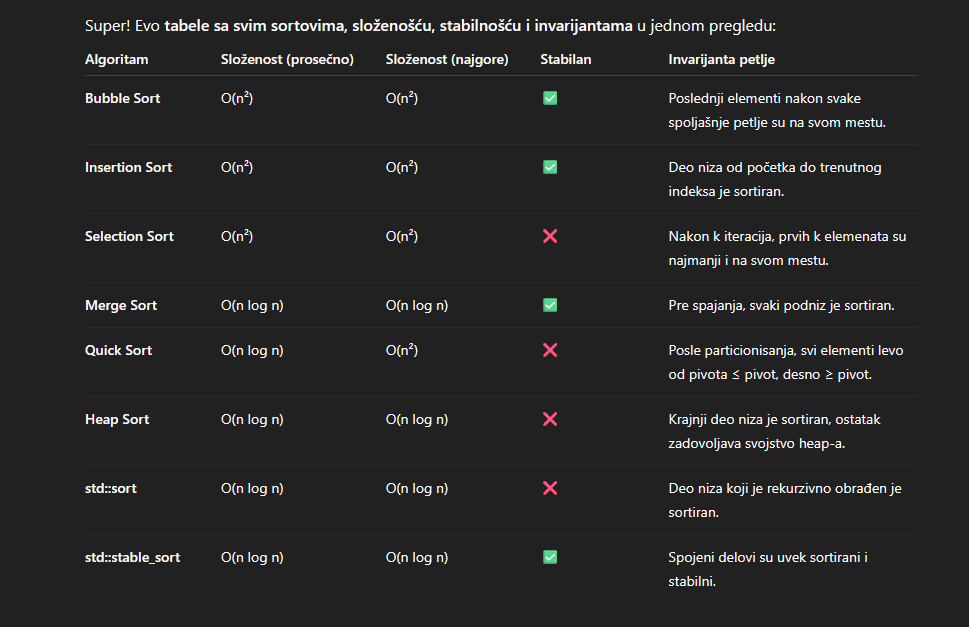 Super! Evo tabele sa svim sortovima, složenošću, stabilnošću i invarijantama u jednom pregledu:
Algoritam Složenost (prosečno) Složenost (najgore) Stabilan Invarijanta petlje
Bubble Sort O(n²) O(n²) ✅ Poslednji elementi nakon svake
spoljašnje petlje su na svom mestu.
Insertion Sort O(n²) O(n²) ✅ Deo niza od početka do trenutnog
indeksa je sortiran.
Selection Sort O(n²) O(n²) ❌ Nakon k iteracija, prvih k elemenata su
najmanji i na svom mestu.
Merge Sort O(n log n) O(n log n) ✅ Pre spajanja, svaki podniz je sortiran.
Quick Sort O(n log n) O(n²) ❌ Posle particionisanja, svi elementi levo
od pivota ≤ pivot, desno ≥ pivot.
Heap Sort O(n log n) O(n log n) ❌ Krajnji deo niza je sortiran, ostatak
zadovoljava svojstvo heap-a.
std::sort O(n log n) O(n log n) ❌ Deo niza koji je rekurzivno obrađen je
sortiran.
std::stable_sort O(n log n) O(n log n) ✅ Spojeni delovi su uvek sortirani i
stabilni.